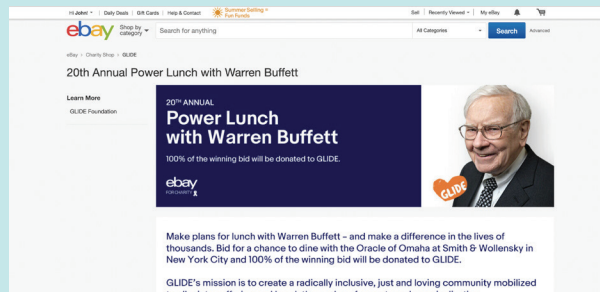 Hi John! Daily Deals Gift Cards Help & Contact Summer Selling Fun Funds Sell Recently Viewed My eBay
ebay Shop by category Search for anything All Categories Search Advanced
eBay > Charity Shop > GLIDE
20th Annual Power Lunch with Warren Buffett
Learn More
GLIDE Foundation
20TH ANNUAL
Power Lunch
with Warren Buffett
100% of the winning bid will be donated to GLIDE.
ebay
FOR CHARITY
GLIDE
Make plans for lunch with Warren Buffett – and make a difference in the lives of
thousands. Bid for a chance to dine with the Oracle of Omaha at Smith & Wollensky in
New York City and 100% of the winning bid will be donated to GLIDE.
GLIDE's mission is to create a radically inclusive, just and loving community mobilized